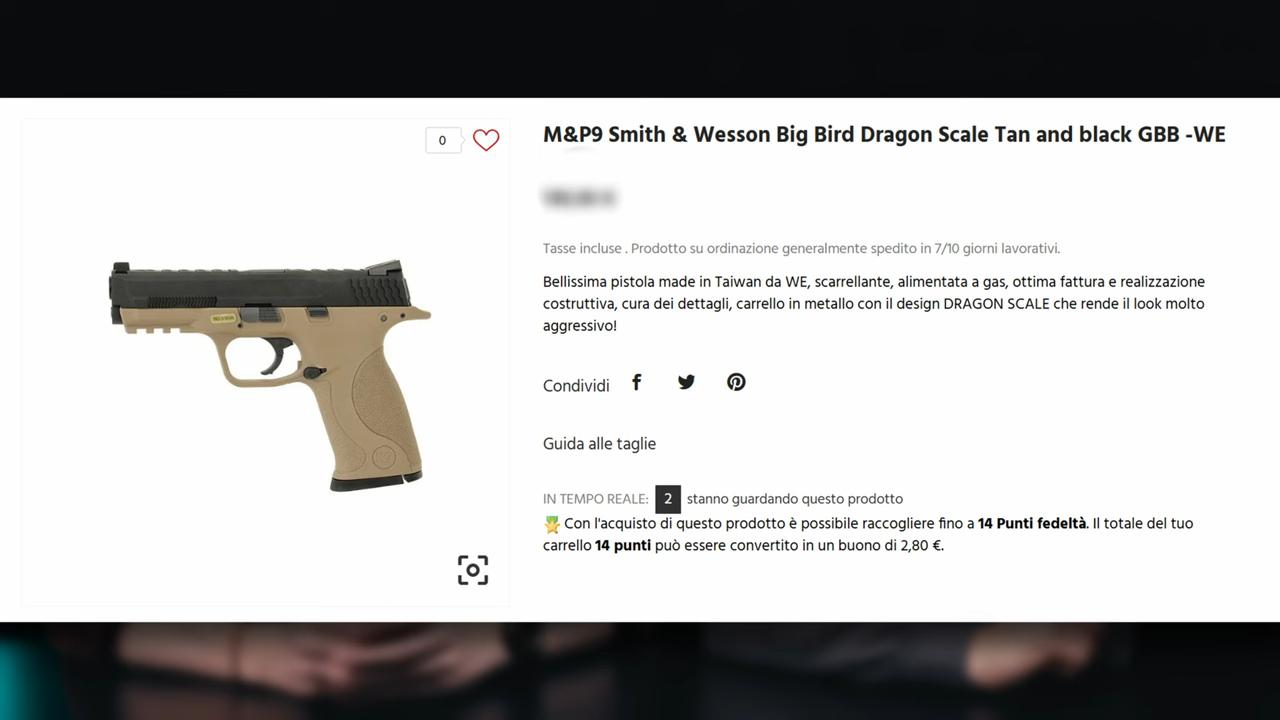 0
M&P9 Smith & Wesson Big Bird Dragon Scale Tan and black GBB -WE
Tasse incluse . Prodotto su ordinazione generalmente spedito in 7/10 giorni lavorativi.
Bellissima pistola made in Taiwan da WE, scarrellante, alimentata a gas, ottima fattura e realizzazione
costruttiva, cura dei dettagli, carrello in metallo con il design DRAGON SCALE che rende il look molto
aggressivo!
Condividi
Guida alle taglie
IN TEMPO REALE: 2 stanno guardando questo prodotto
Con l'acquisto di questo prodotto è possibile raccogliere fino a 14 Punti fedeltà. Il totale del tuo
carrello 14 punti può essere convertito in un buono di 2,80 €.